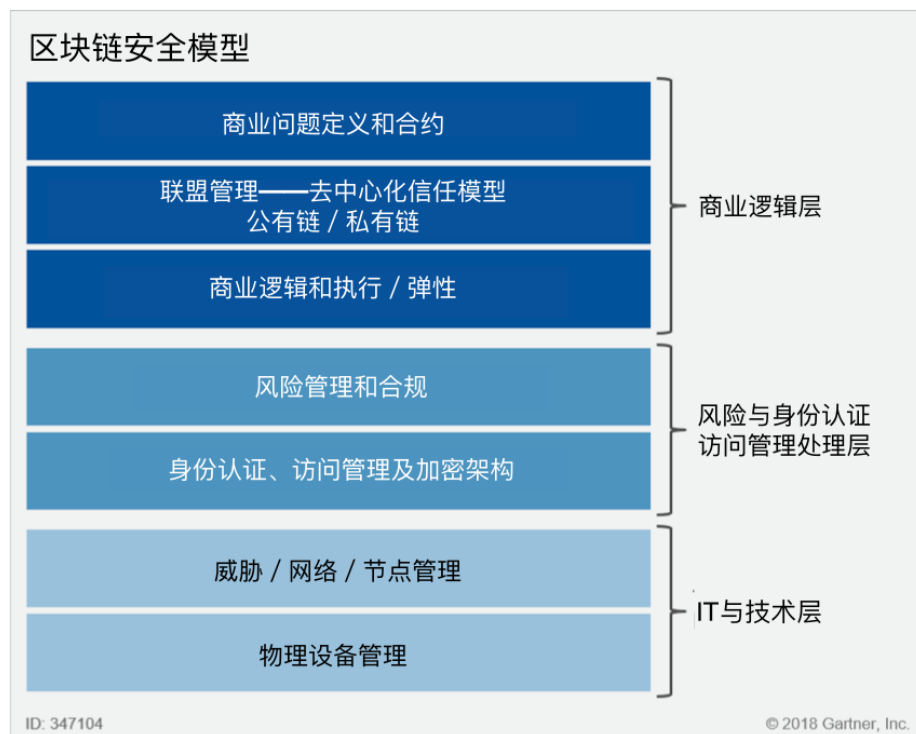 区块链安全模型
商业问题定义和合约
联盟管理——去中心化信任模型
公有链 / 私有链
商业逻辑和执行 / 弹性
商业逻辑层
风险管理和合规
身份认证、访问管理及加密架构
风险与身份认证
访问管理处理层
威胁 / 网络 / 节点管理
物理设备管理
IT与技术层
ID: 347104
© 2018 Gartner, Inc.